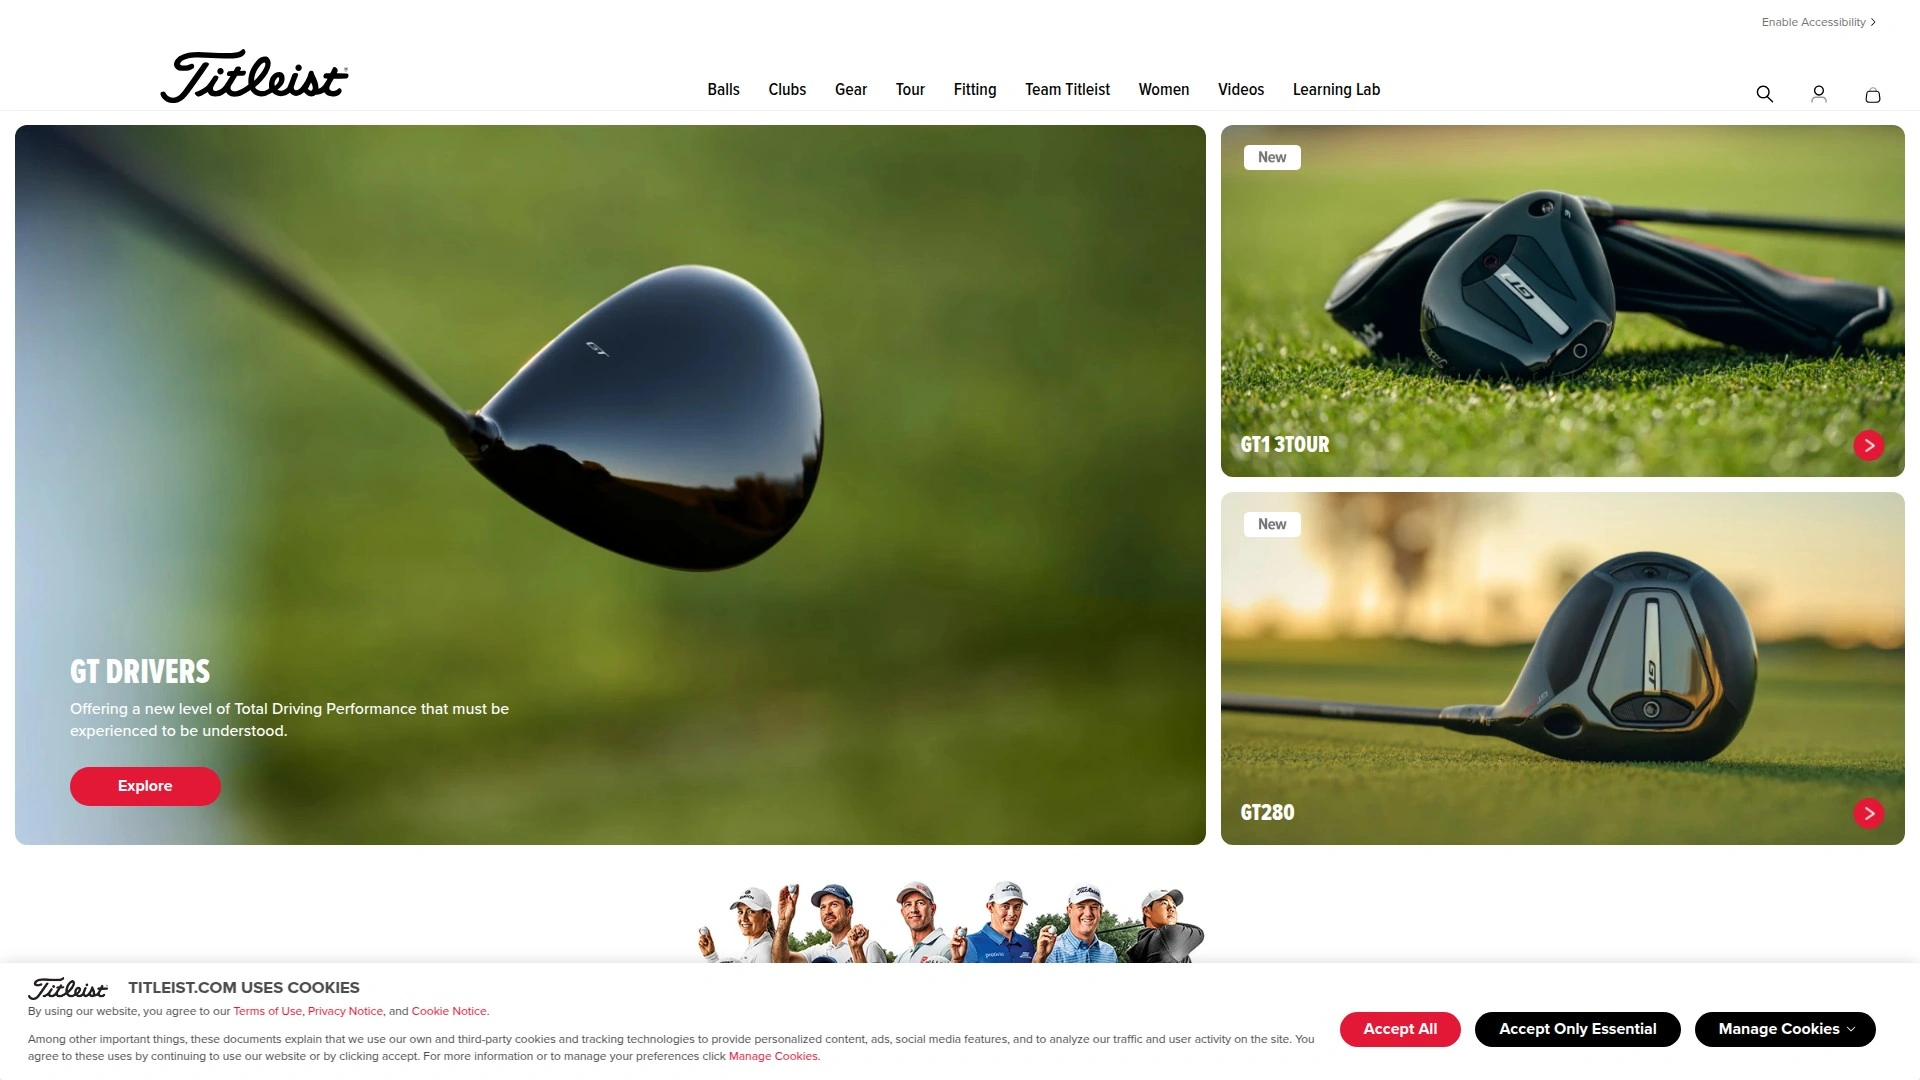 Enable Accessibility
Titleist
Balls
Clubs
Gear
Tour
Fitting
Team Titleist
Women
Videos
Learning Lab
GT
GT DRIVERS
Offering a new level of Total Driving Performance that must be
experienced to be understood.
Explore
New
GT1
GT1 3TOUR
New
GT
GT280
Titleist
TITLEIST.COM USES COOKIES
By using our website, you agree to our Terms of Use, Privacy Notice, and Cookie Notice.
Among other important things, these documents explain that we use our own and third-party cookies and tracking technologies to provide personalized content, ads, social media features, and to analyze our traffic and user activity on the site. You
agree to these uses by continuing to use our website or by clicking accept. For more information or to manage your preferences click Manage Cookies.
Accept All
Accept Only Essential
Manage Cookies